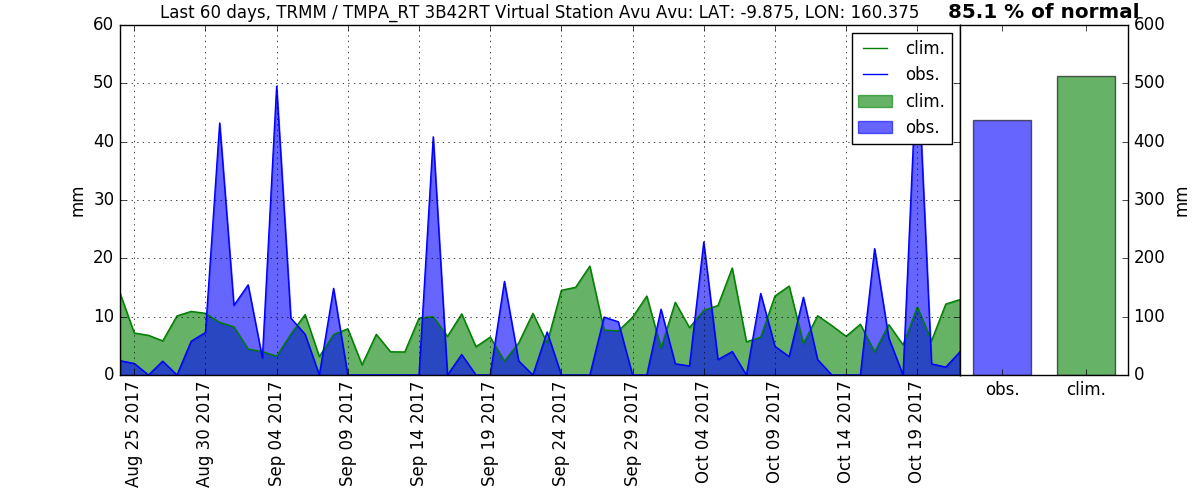 Last 60 days, TRMM / TMPA_RT 3B42RT Virtual Station Avu Avu: LAT: -9.875, LON: 160.375
85.1 % of normal
60
50
40
30
20
10
0
mm
clim.
obs.
clim.
obs.
Aug 25 2017
Aug 30 2017
Sep 04 2017
Sep 09 2017
Sep 14 2017
Sep 19 2017
Sep 24 2017
Sep 29 2017
Oct 04 2017
Oct 09 2017
Oct 14 2017
Oct 19 2017
600
500
400
300
200
100
0
mm
obs.
clim.